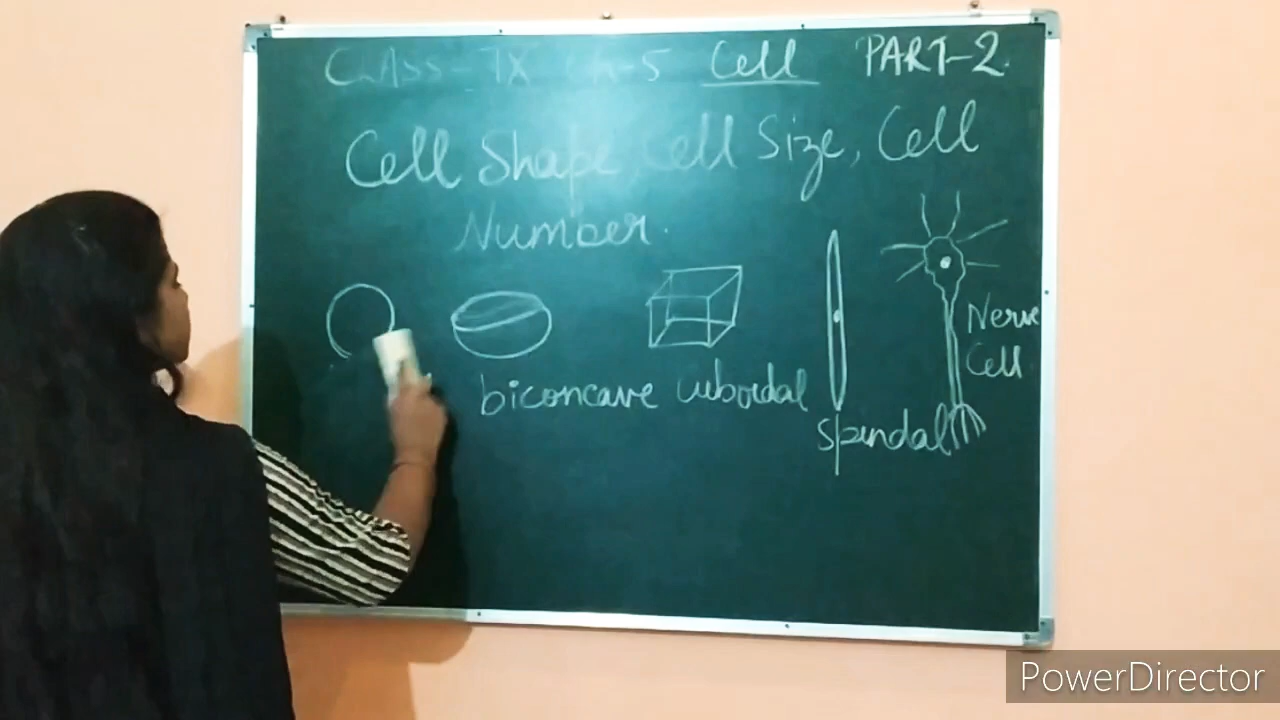 CLASS-IX Ch-5 Cell PART-2
Cell Shape, Cell Size, Cell
Number.
Nerve
Cell
biconcave cuboidal
spindal
PowerDirector